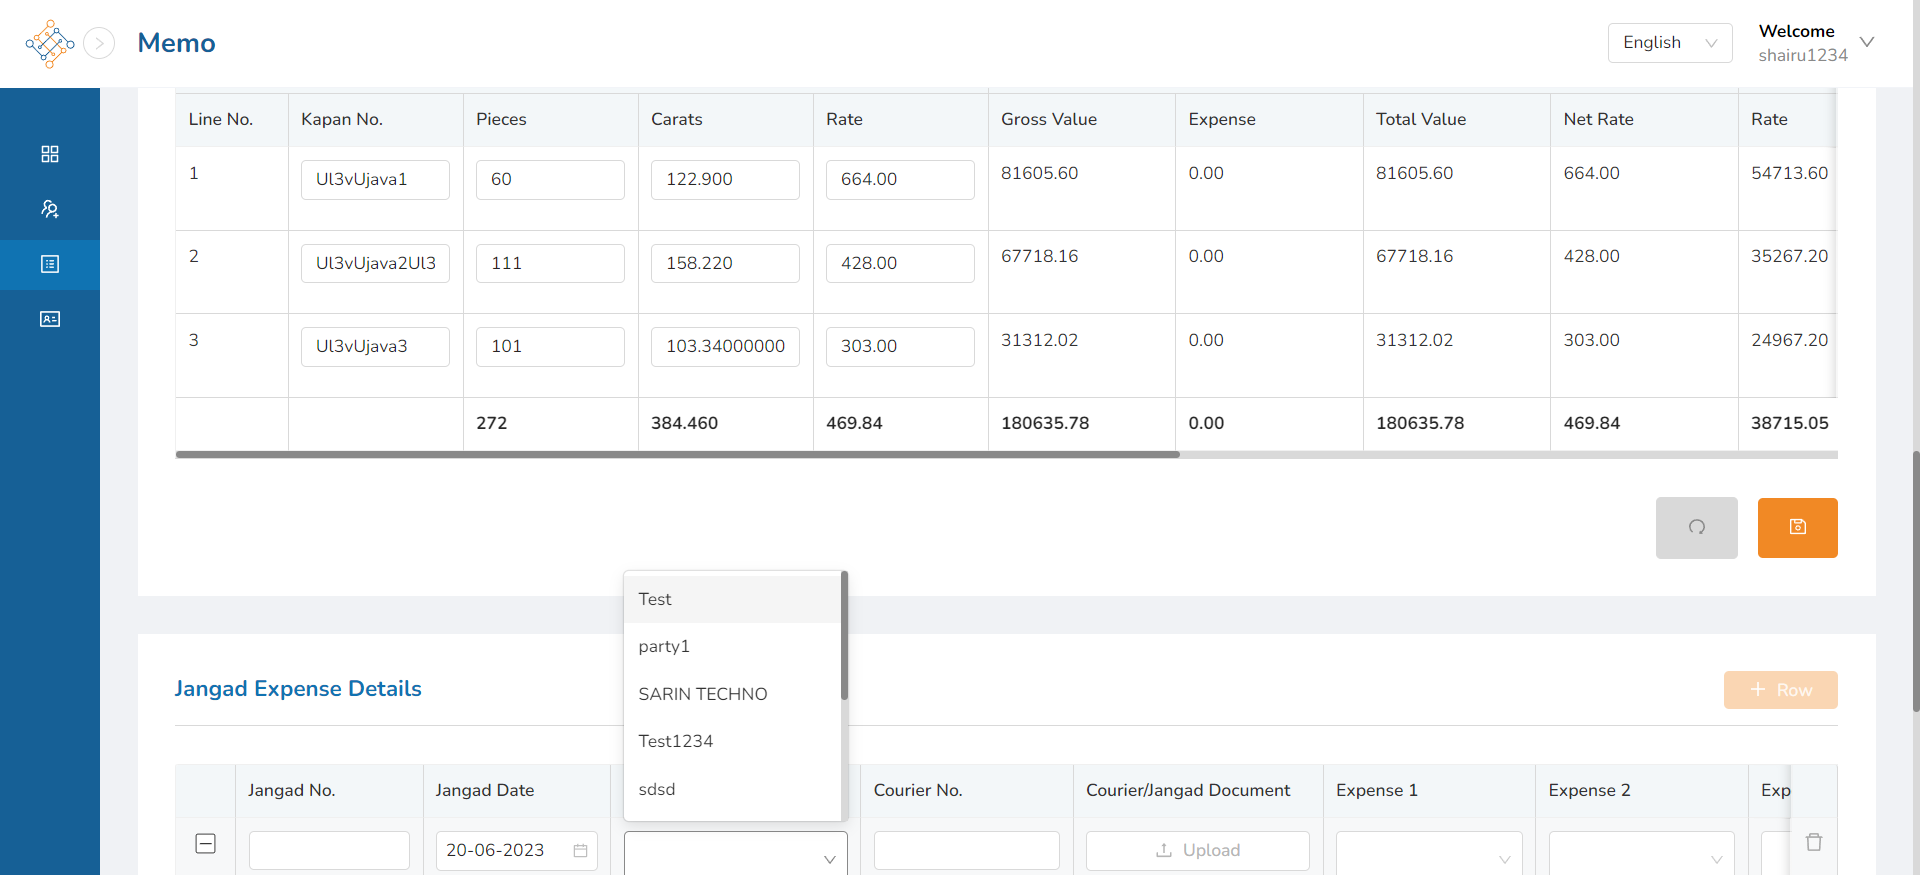 Memo
English
Welcome
shairu1234
Line No. Kapan No. Pieces Carats Rate Gross Value Expense Total Value Net Rate Rate
1 Ul3vUjava1 60 122.900 664.00 81605.60 0.00 81605.60 664.00 54713.60
2 Ul3vUjava2Ul3 111 158.220 428.00 67718.16 0.00 67718.16 428.00 35267.20
3 Ul3vUjava3 101 103.34000000 303.00 31312.02 0.00 31312.02 303.00 24967.20
272 384.460 469.84 180635.78 0.00 180635.78 469.84 38715.05
Test
party1
SARIN TECHNO
Test1234
sdsd
Jangad Expense Details
+ Row
Jangad No. Jangad Date Courier No. Courier/Jangad Document Expense 1 Expense 2 Exp
20-06-2023 Upload